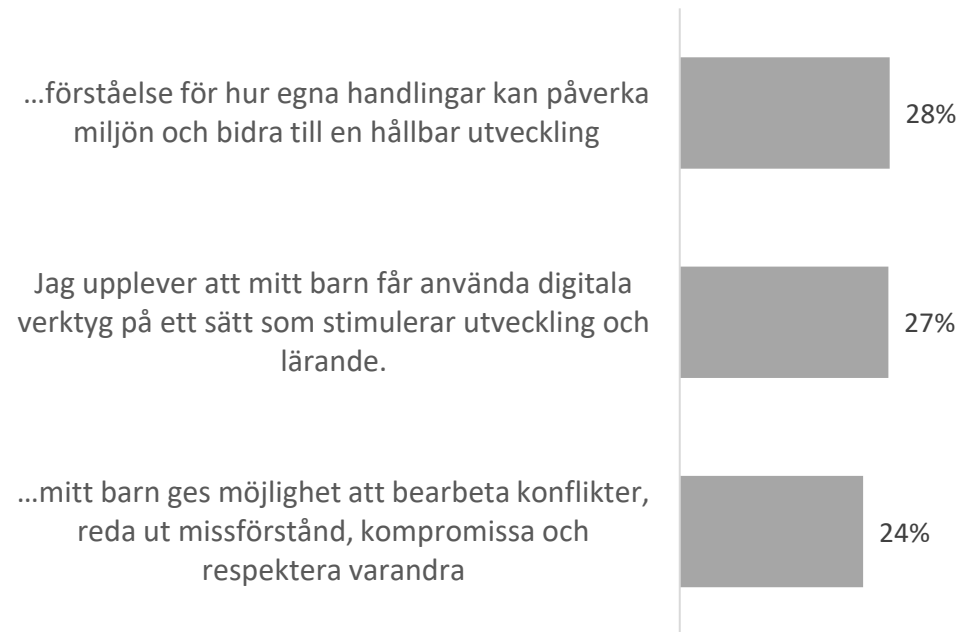 ...förståelse för hur egna handlingar kan påverka
miljön och bidra till en hållbar utveckling
28%
Jag upplever att mitt barn får använda digitala
verktyg på ett sätt som stimulerar utveckling och
lärande.
27%
...mitt barn ges möjlighet att bearbeta konflikter,
reda ut missförstånd, kompromissa och
respektera varandra
24%